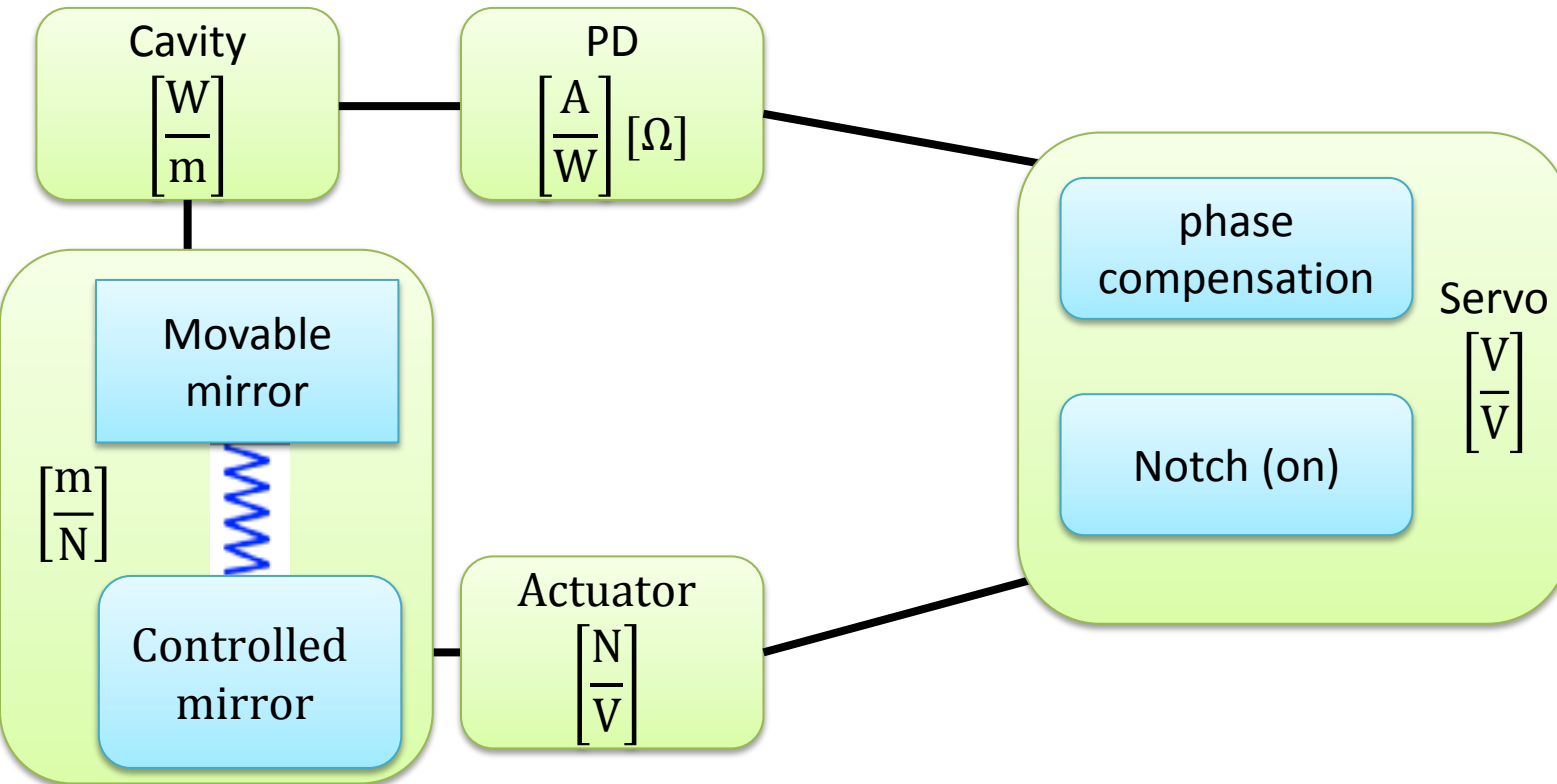 Cavity
[W/m]
PD
[A/W] [Ω]
phase
compensation
Servo
[V/V]
Notch (on)
Movable
mirror
[m/N]
Controlled
mirror
Actuator
[N/V]